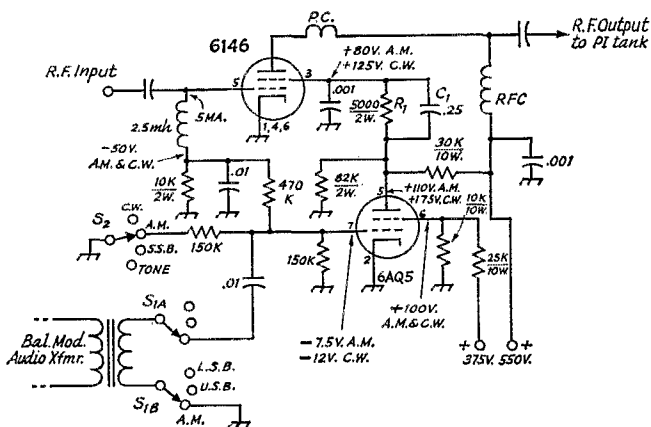 P.C.
R.F. Output
to PI tank
6146
+80V. A.M.
+125V. C.W.
R.F. Input
5
3
5MA.
1,4,6
.001
5000
2W.
R1
C1
.25
RFC
2.5mh
-50V.
A.M. & C.W.
30K
10W.
.001
10K
2W.
.01
470
K
82K
2W.
5
+110V. A.M.
+175V. C.W.
10K
10W.
S2
C.W.
A.M.
S.S.B.
TONE
150K
7
6
25K
10W
150K
2
6AQ5
.01
+100V.
A.M. & C.W.
S1A
-7.5V. A.M.
-12V. C.W.
+
+
375V.
550V.
Bal. Mod.
Audio Xfmr.
L.S.B.
U.S.B.
S1B
A.M.